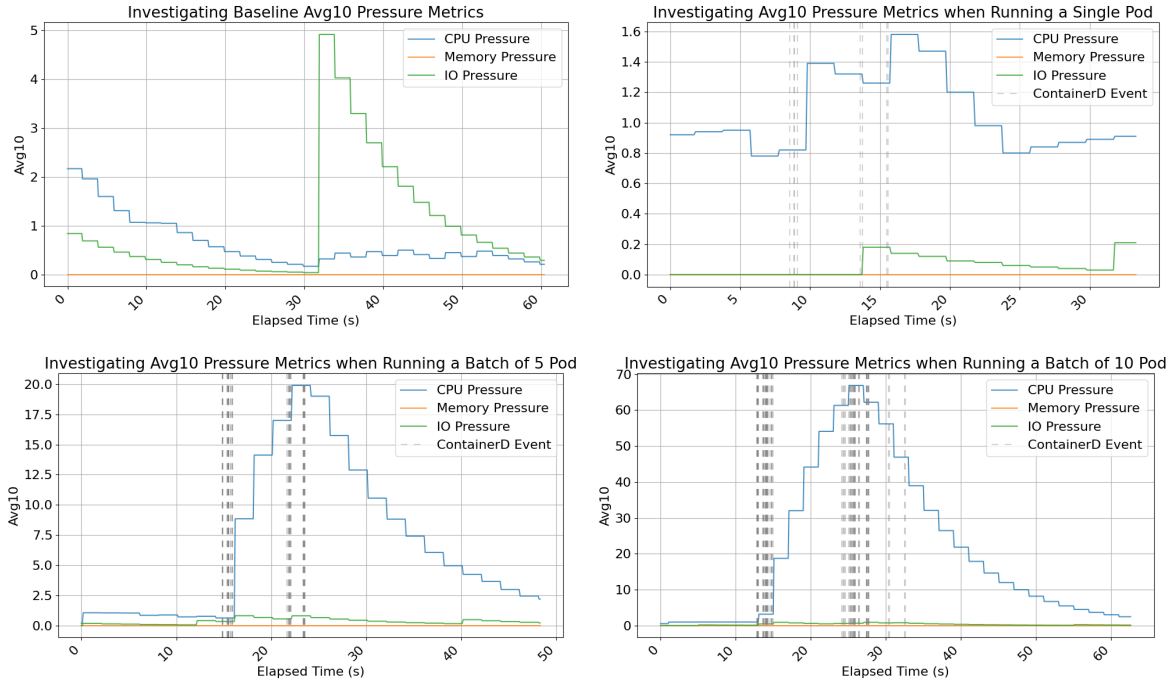 Investigating Baseline Avg10 Pressure Metrics
CPU Pressure
Memory Pressure
IO Pressure
5
4
3
2
1
0
Avg10
0
10
20
30
40
50
60
Elapsed Time (s)
Investigating Avg10 Pressure Metrics when Running a Single Pod
CPU Pressure
Memory Pressure
IO Pressure
ContainerD Event
1.6
1.4
1.2
1.0
0.8
0.6
0.4
0.2
0.0
Avg10
0
5
10
15
20
25
30
Elapsed Time (s)
Investigating Avg10 Pressure Metrics when Running a Batch of 5 Pod
CPU Pressure
Memory Pressure
IO Pressure
ContainerD Event
20.0
17.5
15.0
12.5
10.0
7.5
5.0
2.5
0.0
Avg10
0
10
20
30
40
50
Elapsed Time (s)
Investigating Avg10 Pressure Metrics when Running a Batch of 10 Pod
CPU Pressure
Memory Pressure
IO Pressure
ContainerD Event
70
60
50
40
30
20
10
0
Avg10
0
10
20
30
40
50
60
Elapsed Time (s)